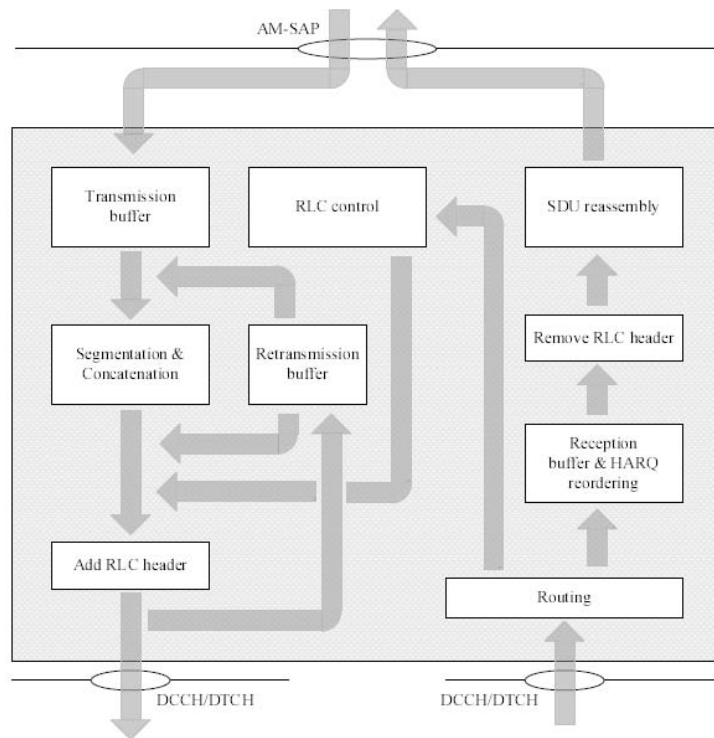 AM-SAP
Transmission
buffer
RLC control
SDU reassembly
Segmentation &
Concatenation
Retransmission
buffer
Remove RLC header
Reception
buffer & HARQ
reordering
Add RLC header
Routing
DCCH/DTCH
DCCH/DTCH